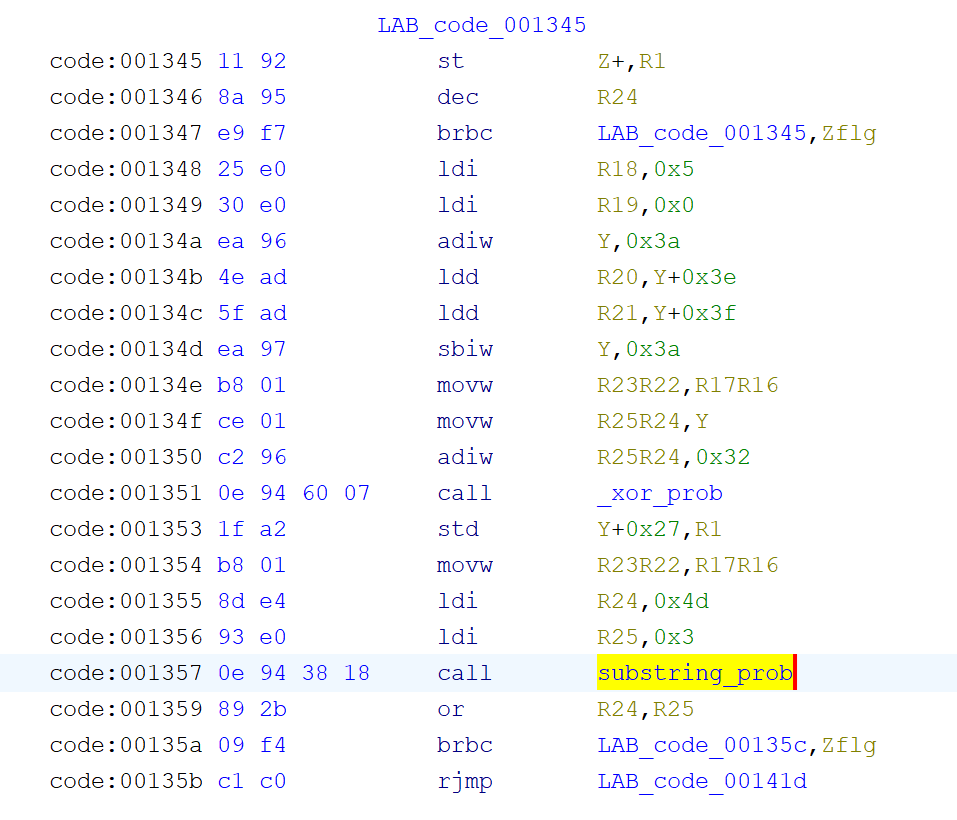 LAB_code_001345
code:001345 11 92 st Z+,R1
code:001346 8a 95 dec R24
code:001347 e9 f7 brbc LAB_code_001345,Zflg
code:001348 25 e0 ldi R18,0x5
code:001349 30 e0 ldi R19,0x0
code:00134a ea 96 adiw Y,0x3a
code:00134b 4e ad ldd R20,Y+0x3e
code:00134c 5f ad ldd R21,Y+0x3f
code:00134d ea 97 sbiw Y,0x3a
code:00134e b8 01 movw R23R22,R17R16
code:00134f ce 01 movw R25R24,Y
code:001350 c2 96 adiw R25R24,0x32
code:001351 0e 94 60 07 call _xor_prob
code:001353 1f a2 std Y+0x27,R1
code:001354 b8 01 movw R23R22,R17R16
code:001355 8d e4 ldi R24,0x4d
code:001356 93 e0 ldi R25,0x3
code:001357 0e 94 38 18 call substring_prob
code:001359 89 2b or R24,R25
code:00135a 09 f4 brbc LAB_code_00135c,Zflg
code:00135b c1 c0 rjmp LAB_code_00141d